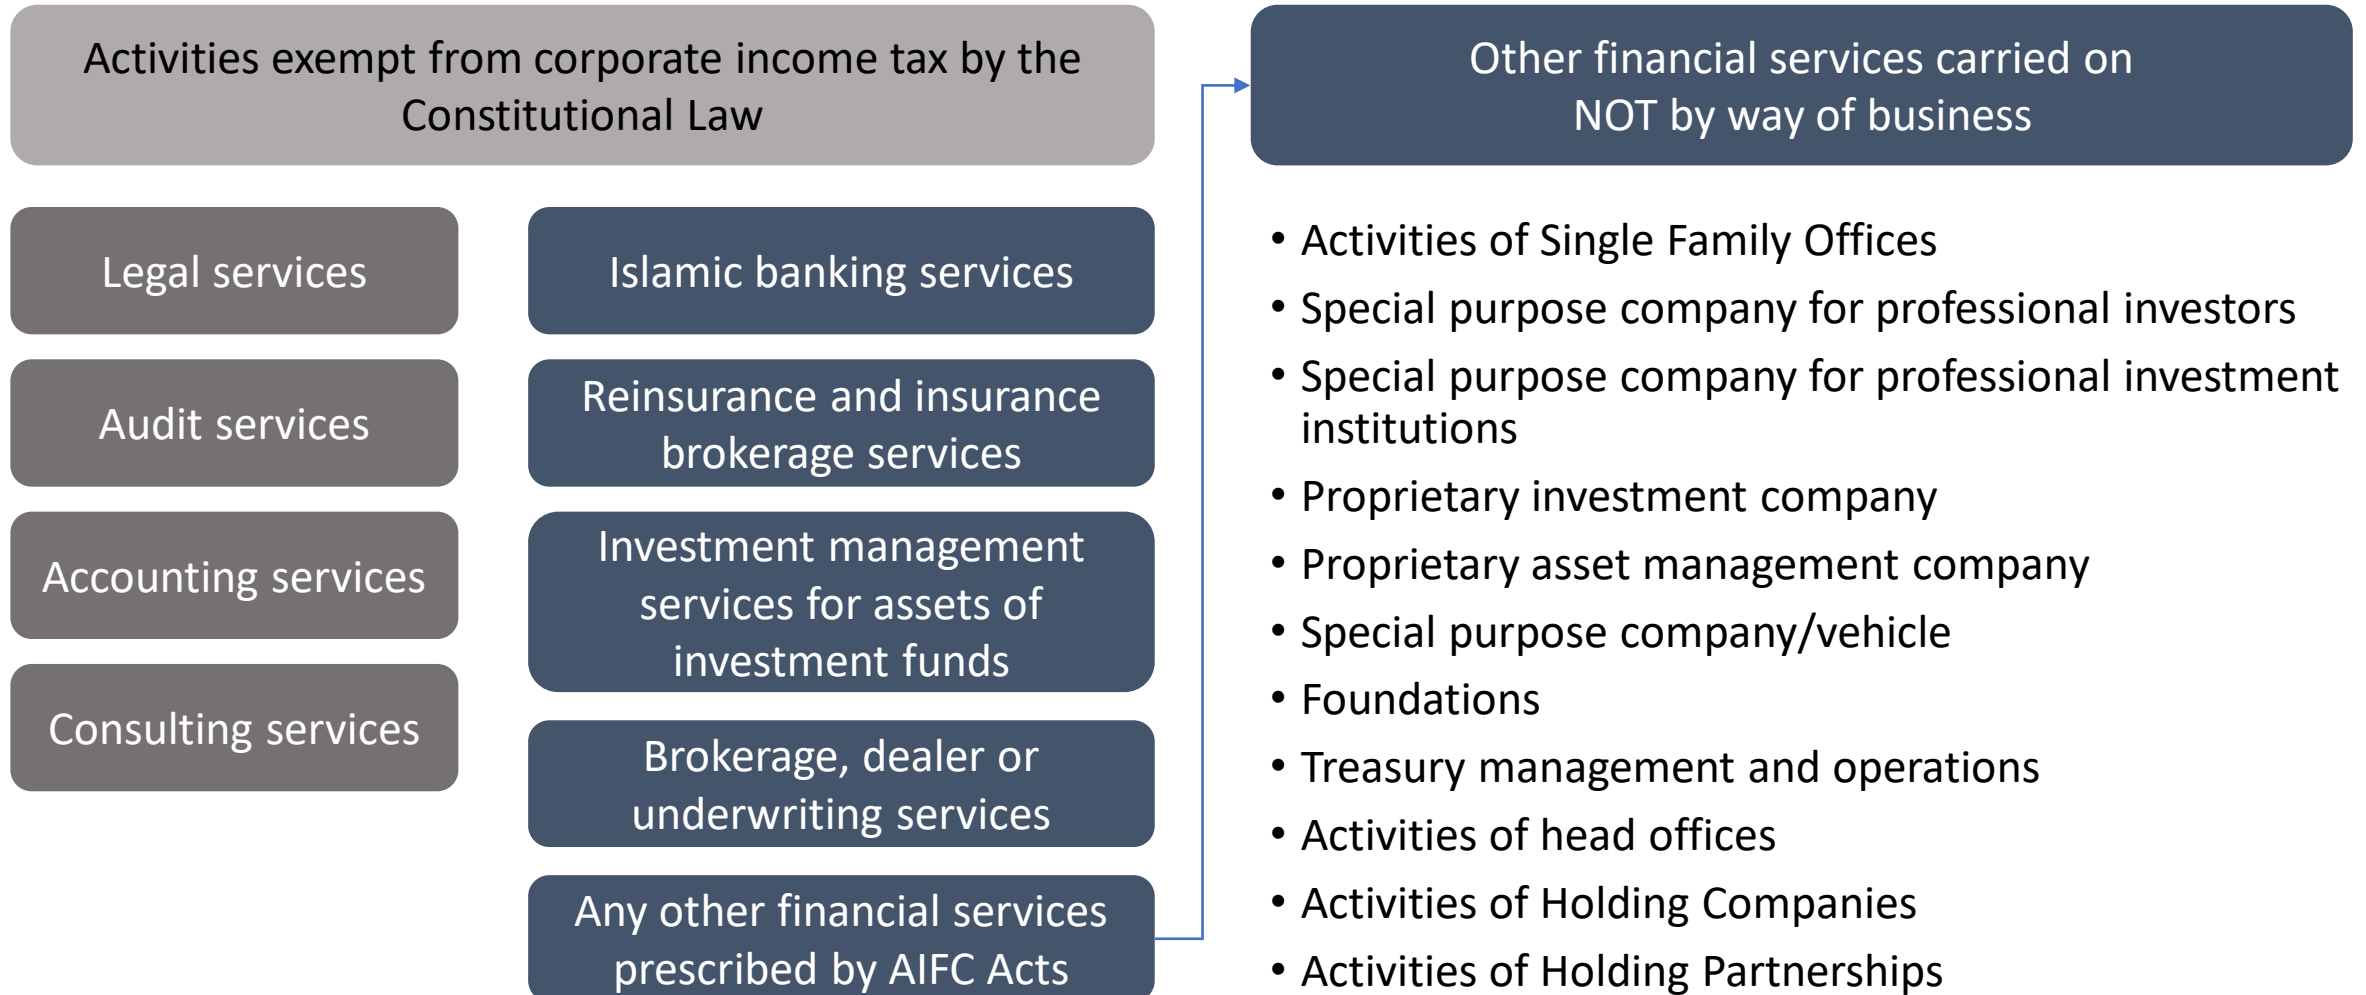 Activities exempt from corporate income tax by the
Constitutional Law
Legal services
Audit services
Accounting services
Consulting services
Islamic banking services
Reinsurance and insurance
brokerage services
Investment management
services for assets of
investment funds
Brokerage, dealer or
underwriting services
Any other financial services
prescribed by AIFC Acts
Other financial services carried on
NOT by way of business
• Activities of Single Family Offices
• Special purpose company for professional investors
• Special purpose company for professional investment
institutions
• Proprietary investment company
• Proprietary asset management company
• Special purpose company/vehicle
• Foundations
• Treasury management and operations
• Activities of head offices
• Activities of Holding Companies
• Activities of Holding Partnerships